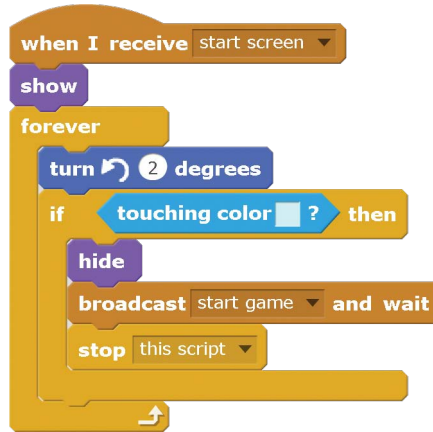 when I receive start screen
show
forever
turn 2 degrees
if touching color ? then
hide
broadcast start game and wait
stop this script